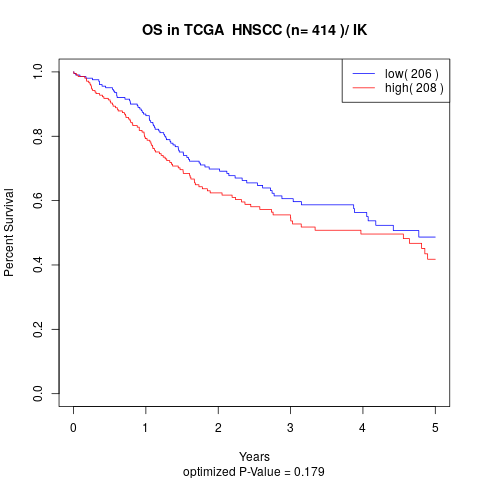 OS in TCGA HNSCC (n= 414 )/ IK
low( 206 )
high( 208 )
Percent Survival
1.0
0.8
0.6
0.4
0.2
0.0
0 1 2 3 4 5
Years
optimized P-Value = 0.179